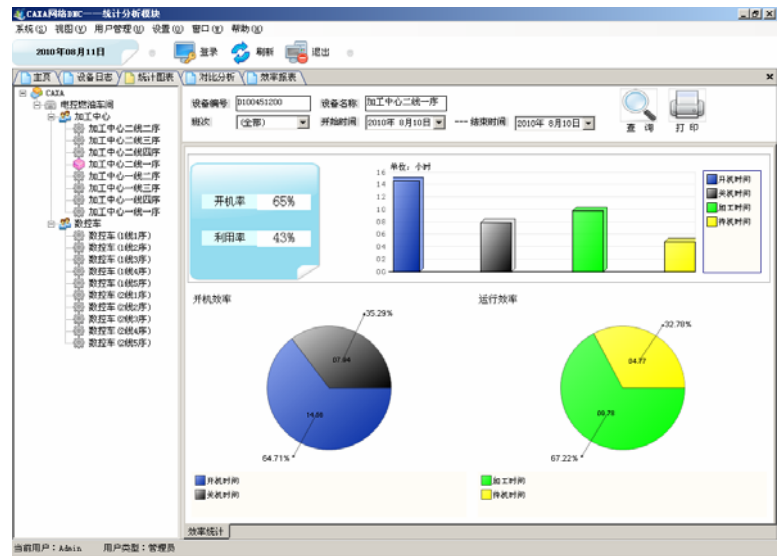 CAXA网络DNC——统计分析模块
系统(S) 视图(V) 用户管理(U) 设置(O) 窗口(W) 帮助(H)
2010年08月11日 登录 刷新 退出
主页 设备日志 统计图表 对比分析 效率报表
CAXA
电控燃油车间
加工中心
加工中心二线二序
加工中心二线三序
加工中心二线四序
加工中心二线一序
加工中心一线二序
加工中心一线三序
加工中心一线四序
加工中心一线一序
数控车
数控车(1线1序)
数控车(1线2序)
数控车(1线3序)
数控车(1线4序)
数控车(1线5序)
数控车(2线1序)
数控车(2线2序)
数控车(2线3序)
数控车(2线4序)
数控车(2线5序)
设备编号: D100451200 设备名称: 加工中心二线一序
班次: (全部) 开始时间: 2010年 8月10日 --- 结束时间: 2010年 8月10日
查 询 打 印
开机率 65%
利用率 43%
单位: 小时
16
14
12
10
08
06
04
02
00
开机时间
关机时间
加工时间
待机时间
开机效率
35.29%
07.94
14.06
64.71%
开机时间
关机时间
运行效率
32.78%
04.77
09.78
67.22%
加工时间
待机时间
效率统计
当前用户:Admin 用户类型:管理员